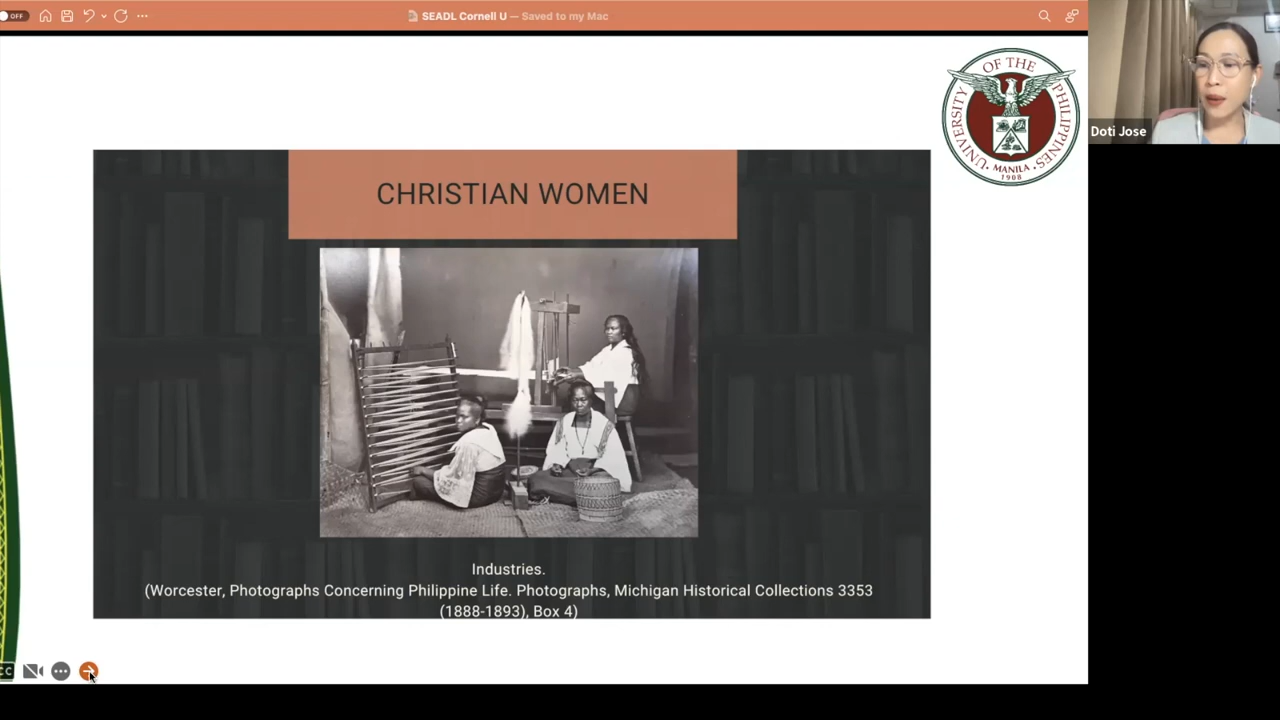 OFF
SEADL Cornell U — Saved to my Mac
UNIVERSITY OF THE PHILIPPINES
MANILA
1908
Doti Jose
CHRISTIAN WOMEN
Industries.
(Worcester, Photographs Concerning Philippine Life. Photographs, Michigan Historical Collections 3353
(1888-1893), Box 4)
CC